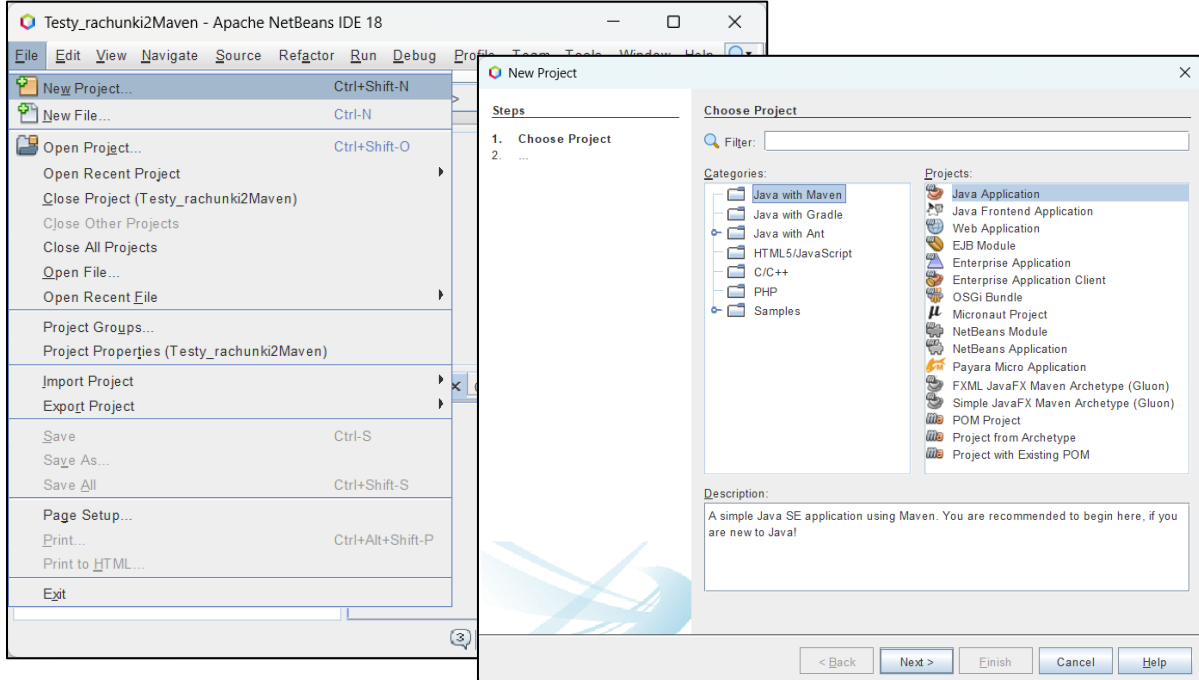 Testy_rachunki2Maven - Apache NetBeans IDE 18
File Edit View Navigate Source Refactor Run Debug Profile Team Tools Window Help
New Project... Ctrl+Shift-N
New File... Ctrl-N
Open Project... Ctrl+Shift-O
Open Recent Project
Close Project (Testy_rachunki2Maven)
Close Other Projects
Close All Projects
Open File...
Open Recent File
Project Groups...
Project Properties (Testy_rachunki2Maven)
Import Project
Export Project
Save Ctrl-S
Save As...
Save All Ctrl+Shift-S
Page Setup...
Print... Ctrl+Alt+Shift-P
Print to HTML...
Exit
3
New Project
Steps
1. Choose Project
2. ...
Choose Project
Filter:
Categories:
Java with Maven
Java with Gradle
Java with Ant
HTML5/JavaScript
C/C++
PHP
Samples
Projects:
Java Application
Java Frontend Application
Web Application
EJB Module
Enterprise Application
Enterprise Application Client
OSGi Bundle
Micronaut Project
NetBeans Module
NetBeans Application
Payara Micro Application
FXML JavaFX Maven Archetype (Gluon)
Simple JavaFX Maven Archetype (Gluon)
POM Project
Project from Archetype
Project with Existing POM
Description:
A simple Java SE application using Maven. You are recommended to begin here, if you
are new to Java!
< Back Next > Finish Cancel Help